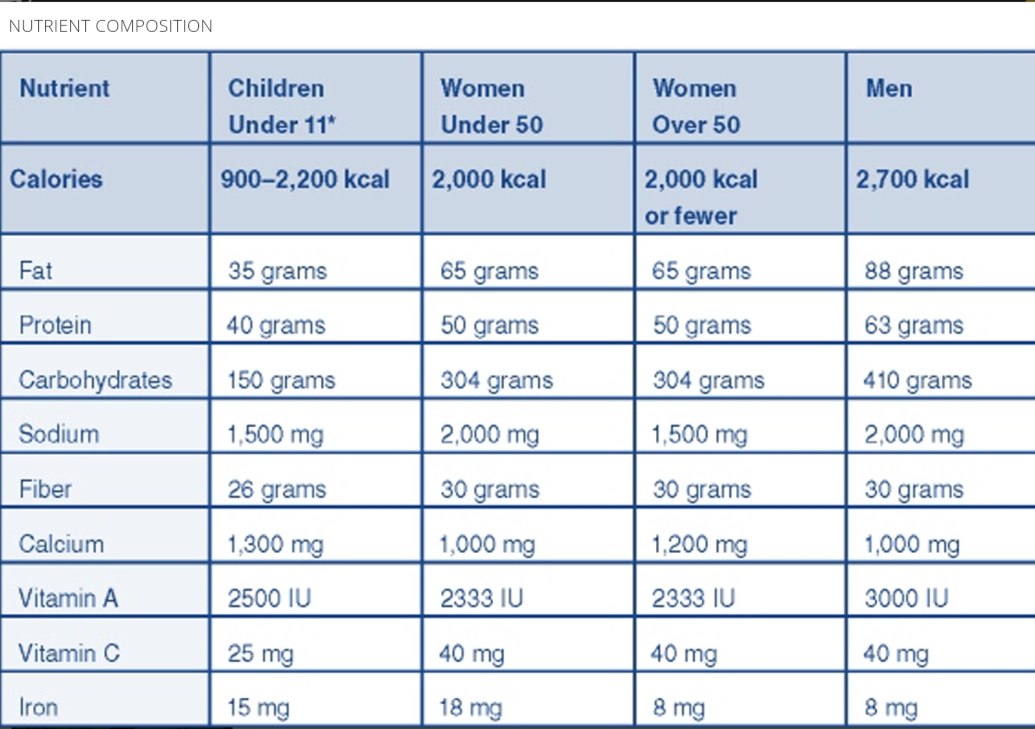 NUTRIENT COMPOSITION
Nutrient Children Under 11* Women Under 50 Women Over 50 Men
Calories 900–2,200 kcal 2,000 kcal 2,000 kcal or fewer 2,700 kcal
Fat 35 grams 65 grams 65 grams 88 grams
Protein 40 grams 50 grams 50 grams 63 grams
Carbohydrates 150 grams 304 grams 304 grams 410 grams
Sodium 1,500 mg 2,000 mg 1,500 mg 2,000 mg
Fiber 26 grams 30 grams 30 grams 30 grams
Calcium 1,300 mg 1,000 mg 1,200 mg 1,000 mg
Vitamin A 2500 IU 2333 IU 2333 IU 3000 IU
Vitamin C 25 mg 40 mg 40 mg 40 mg
Iron 15 mg 18 mg 8 mg 8 mg